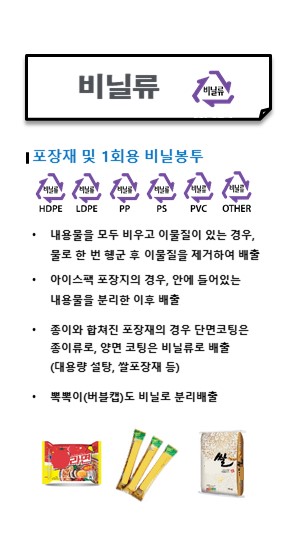 비닐류
비닐류
포장재 및 1회용 비닐봉투
비닐류 비닐류 비닐류 비닐류 비닐류 비닐류
HDPE LDPE PP PS PVC OTHER
• 내용물을 모두 비우고 이물질이 있는 경우,
물로 한 번 헹군 후 이물질을 제거하여 배출
• 아이스팩 포장지의 경우, 안에 들어있는
내용물을 분리한 이후 배출
• 종이와 합쳐진 포장재의 경우 단면코팅은
종이류로, 양면 코팅은 비닐류로 배출
(대용량 설탕, 쌀포장재 등)
• 뽁뽁이(버블캡)도 비닐로 분리배출
라면
쌀